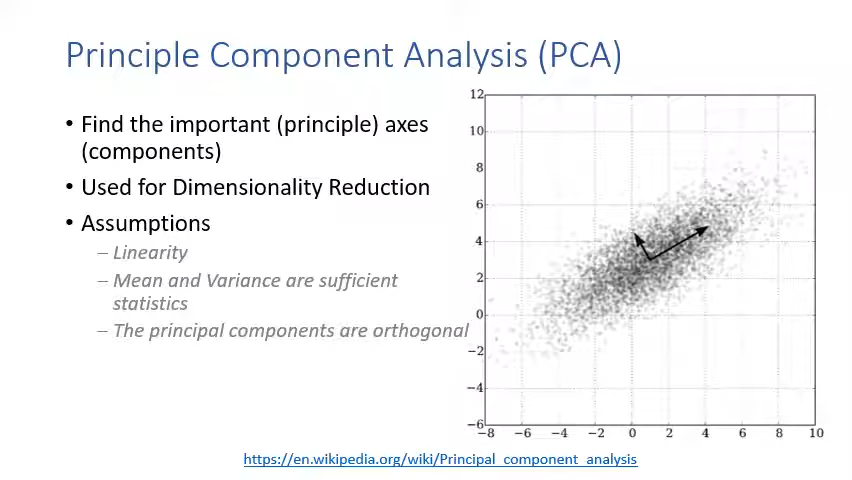 Principle Component Analysis (PCA)
• Find the important (principle) axes
(components)
• Used for Dimensionality Reduction
• Assumptions
– Linearity
– Mean and Variance are sufficient
statistics
– The principal components are orthogonal
12
10
8
6
4
2
0
−2
−4
−6
−8 −6 −4 −2 0 2 4 6 8 10
https://en.wikipedia.org/wiki/Principal_component_analysis